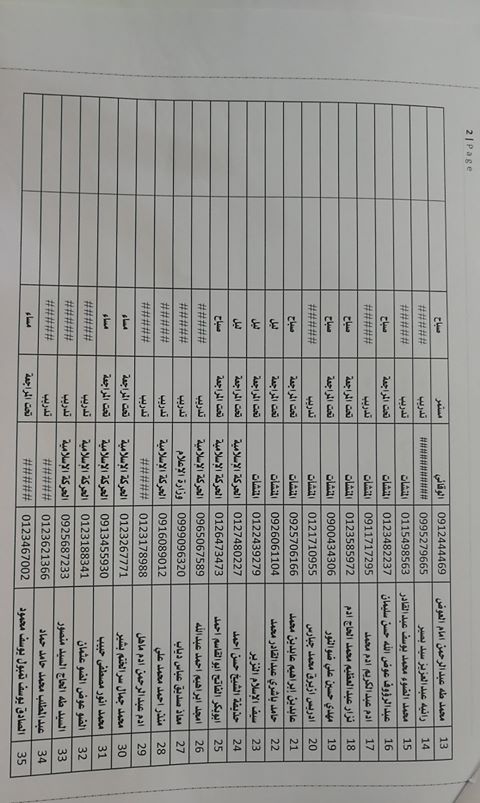 2 | Page
13 محمد طه عبدالرحمن امام العوض 0912444469 الوقائي مستمر صباح
14 رانيه عبدالعزيز سيد بصير 0995279665 ########### تدريب #####
15 محمد الضوء محمد يوسف عبدالقادر 0115498563 المنشأت تدريب #####
16 عبدالرؤوف عوض الله حسن سليمان 0123482237 المنشأت تحت المراجعة صباح
17 ادم عبدالكريم ادم محمد 0911717295 المنشأت تدريب #####
18 نزار عبدالعظيم محمد الحاج ادم 0123585972 المنشأت تحت المراجعة صباح
19 مهدي حسين علي ضوالنور 0900434306 المنشأت تحت المراجعة صباح
20 ادريس ازيرق محمد جبارس 0121710955 المنشأت تدريب #####
21 عابدين إبراهيم عابدين محمد 0925706166 المنشأت تحت المراجعة صباح
22 حامد باشري عبدالقادر محمد 0926061104 المنشأت تحت المراجعة ليل
23 سيف الإسلام النزير 0122439279 المنشأت تحت المراجعة ليل
24 حذيفة الشيخ حسن احمد 0127480227 الحركة الإسلامية تحت المراجعة ليل
25 ابوبكر الفاتح ابوالقاسم احمد 0126473473 الحركة الإسلامية تحت المراجعة صباح
26 امجد ابراهيم احمد عبدالله 0965067589 الحركة الإسلامية تدريب #####
27 معاذ صديق عباس دياب 0999096320 وزارة الإعلام تدريب #####
28 منذر احمد محمد علي 0916089012 الحركة الإسلامية تدريب #####
29 ادم عبدالرحمن ادم ماهل 0123178988 ##### تدريب #####
30 محمد جمال سرالختم بشير 0123267771 الحركة الإسلامية تحت المراجعة مساء
31 محمد انور مصطفى حبيب 0913455930 الحركة الإسلامية تحت المراجعة مساء
32 الضو عوض الضو عثمان 0123188341 الحركة الإسلامية تدريب #####
33 السيد طه الحاج السيد منصور 0925687233 الحركة الإسلامية تدريب #####
34 عبدالمطلب محمد حامد حماد 0123621366 ##### تدريب #####
35 الصادق يوسف تمبول يوسف محمود 0123467002 ##### تحت المراجعة مساء